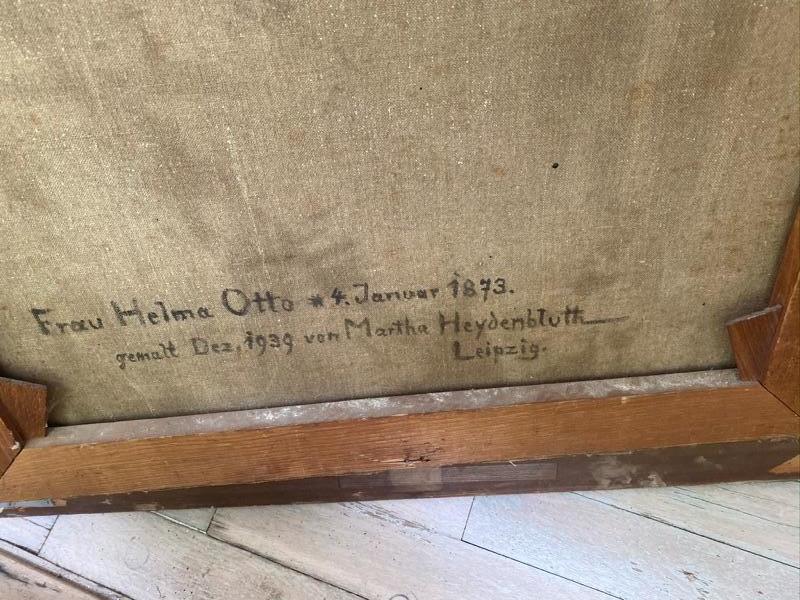 Frau Helma Otto * 4. Januar 1873.
gemalt Dez. 1939 von Martha Heydenbluth
Leipzig.